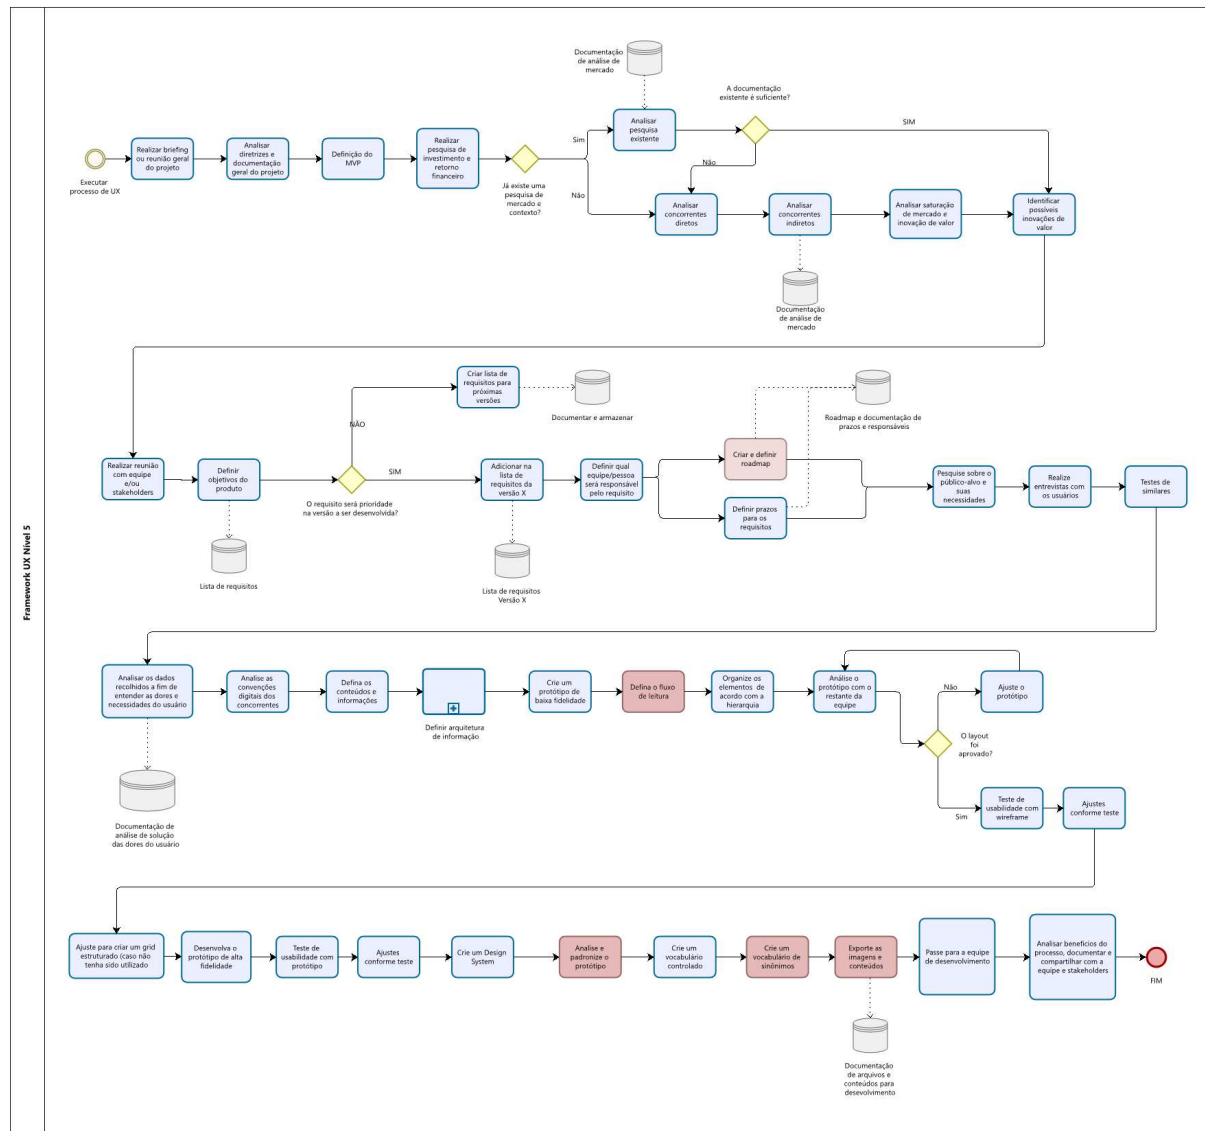 Framework UX Nível 5
Documentação
de análise de
mercado
A documentação
existente é suficiente?
Executar
processo de UX
Realizar briefing
ou reunião geral
do projeto
Analisar
diretrizes e
documentação
geral do projeto
Definição do
MVP
Realizar
pesquisa de
investimento e
retorno
financeiro
Já existe uma
pesquisa de
mercado e
contexto?
Sim
Não
Analisar
pesquisa
existente
SIM
Não
Analisar
concorrentes
diretos
Analisar
concorrentes
indiretos
Analisar saturação
de mercado e
inovação de valor
Identificar
possíveis
inovações de
valor
Documentação
de análise de
mercado
Realizar reunião
com equipe
e/ou
stakeholders
Definir
objetivos do
produto
Lista de requisitos
NÃO
SIM
O requisito será prioridade
na versão a ser desenvolvida?
Criar lista de
requisitos para
próximas
versões
Documentar e armazenar
Adicionar na
lista de
requisitos da
versão X
Lista de requisitos
Versão X
Definir qual
equipe/pessoa
será responsável
pelo requisito
Criar e definir
roadmap
Definir prazos
para os
requisitos
Roadmap e documentação de
prazos e responsáveis
Pesquise sobre o
público-alvo e
suas
necessidades
Realize
entrevistas com
os usuários
Testes de
similares
Analisar os dados
recolhidos a fim de
entender as dores e
necessidades do usuário
Documentação de
análise de solução
das dores do usuário
Analise as
convenções
digitais dos
concorrentes
Defina os
conteúdos e
informações
Definir arquitetura
de informação
Crie um
protótipo de
baixa fidelidade
Defina o fluxo
de leitura
Organize os
elementos de
acordo com a
hierarquia
Análise o
protótipo com o
restante da
equipe
Não
Ajuste o
protótipo
O layout
foi
aprovado?
Sim
Teste de
usabilidade com
wireframe
Ajustes
conforme teste
Ajuste para criar um grid
estruturado (caso não
tenha sido utilizado
Desenvolva o
protótipo de alta
fidelidade
Teste de
usabilidade com
protótipo
Ajustes
conforme teste
Crie um Design
System
Analise e
padronize o
protótipo
Crie um
vocabulário
controlado
Crie um
vocabulário de
sinônimos
Exporte as
imagens e
conteúdos
Documentação
de arquivos e
conteúdos para
desevolvimento
Passe para a equipe
de desenvolvimento
Analisar beneficios do
processo, documentar e
compartilhar com a
equipe e stakeholders
FIM